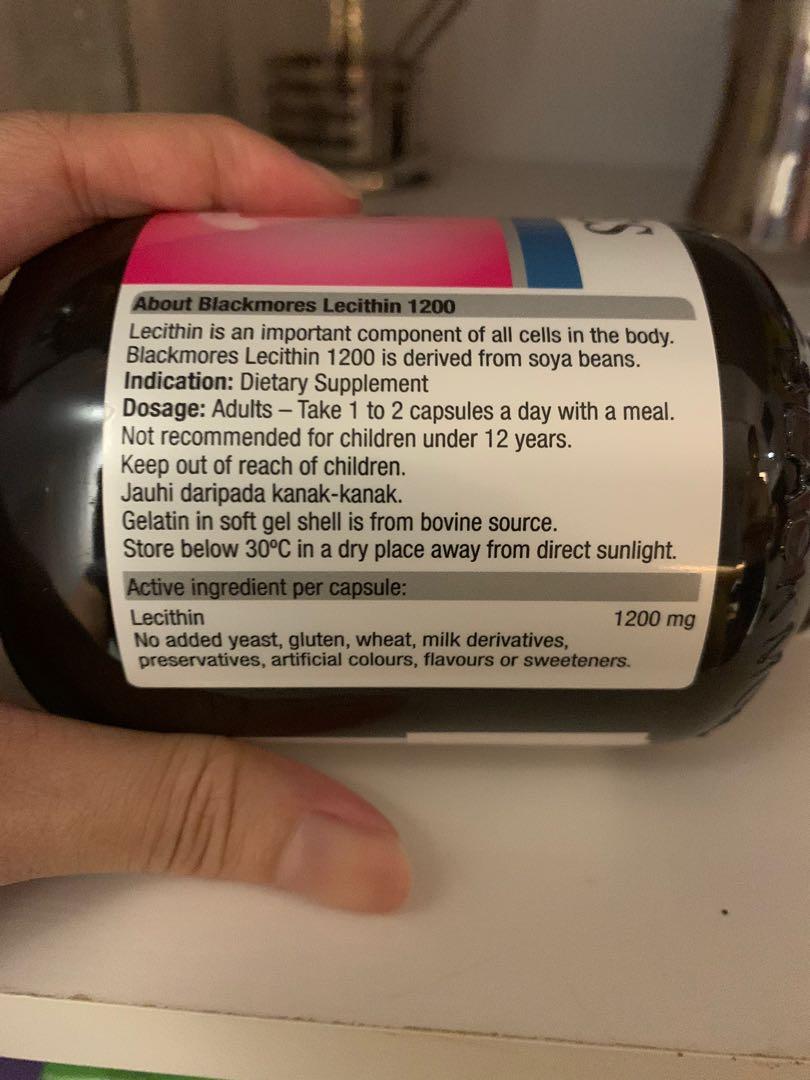 S
About Blackmores Lecithin 1200
Lecithin is an important component of all cells in the body.
Blackmores Lecithin 1200 is derived from soya beans.
Indication: Dietary Supplement
Dosage: Adults – Take 1 to 2 capsules a day with a meal.
Not recommended for children under 12 years.
Keep out of reach of children.
Jauhi daripada kanak-kanak.
Gelatin in soft gel shell is from bovine source.
Store below 30ºC in a dry place away from direct sunlight.
Active ingredient per capsule:
Lecithin 1200 mg
No added yeast, gluten, wheat, milk derivatives,
preservatives, artificial colours, flavours or sweeteners.